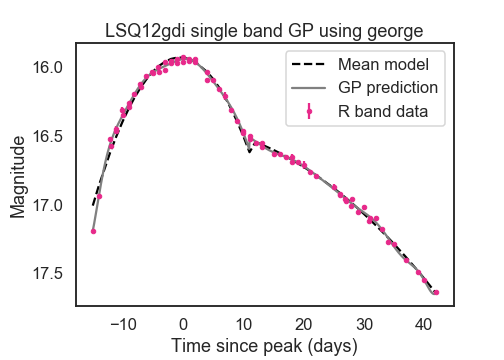 LSQ12gdi single band GP using george
Mean model
GP prediction
R band data
16.0
16.5
17.0
17.5
Magnitude
−10
0
10
20
30
40
Time since peak (days)